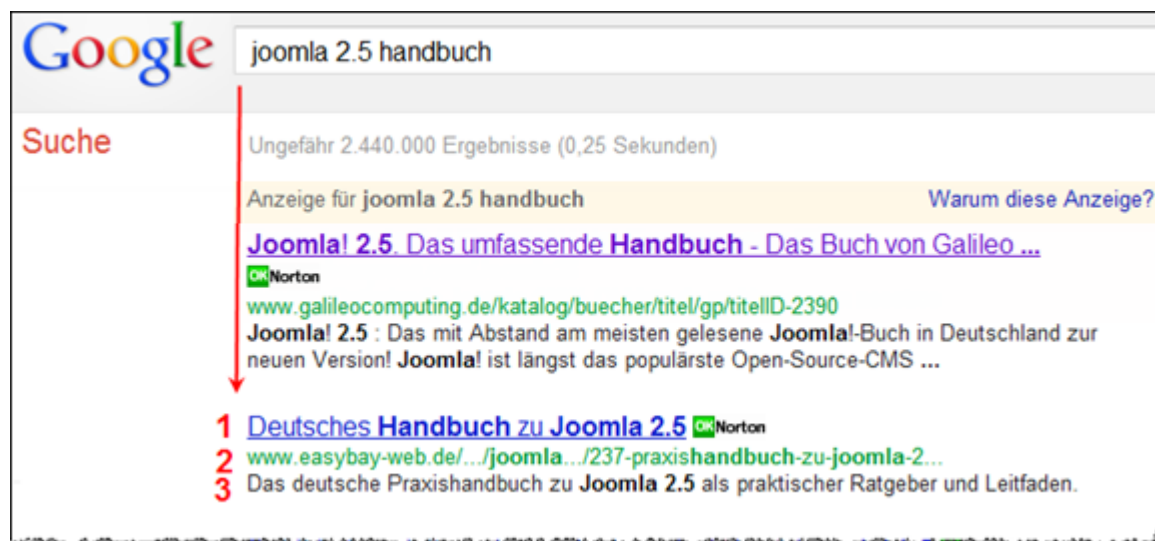 Google joomla 2.5 handbuch
Suche
Ungefähr 2.440.000 Ergebnisse (0,25 Sekunden)
Anzeige für joomla 2.5 handbuch Warum diese Anzeige?
Joomla! 2.5. Das umfassende Handbuch - Das Buch von Galileo ...
OK Norton
www.galileocomputing.de/katalog/buecher/titel/gp/titelID-2390
Joomla! 2.5 : Das mit Abstand am meisten gelesene Joomla!-Buch in Deutschland zur
neuen Version! Joomla! ist längst das populärste Open-Source-CMS ...
1 Deutsches Handbuch zu Joomla 2.5 OK Norton
2 www.easybay-web.de/.../joomla.../237-praxishandbuch-zu-joomla-2...
3 Das deutsche Praxishandbuch zu Joomla 2.5 als praktischer Ratgeber und Leitfaden.